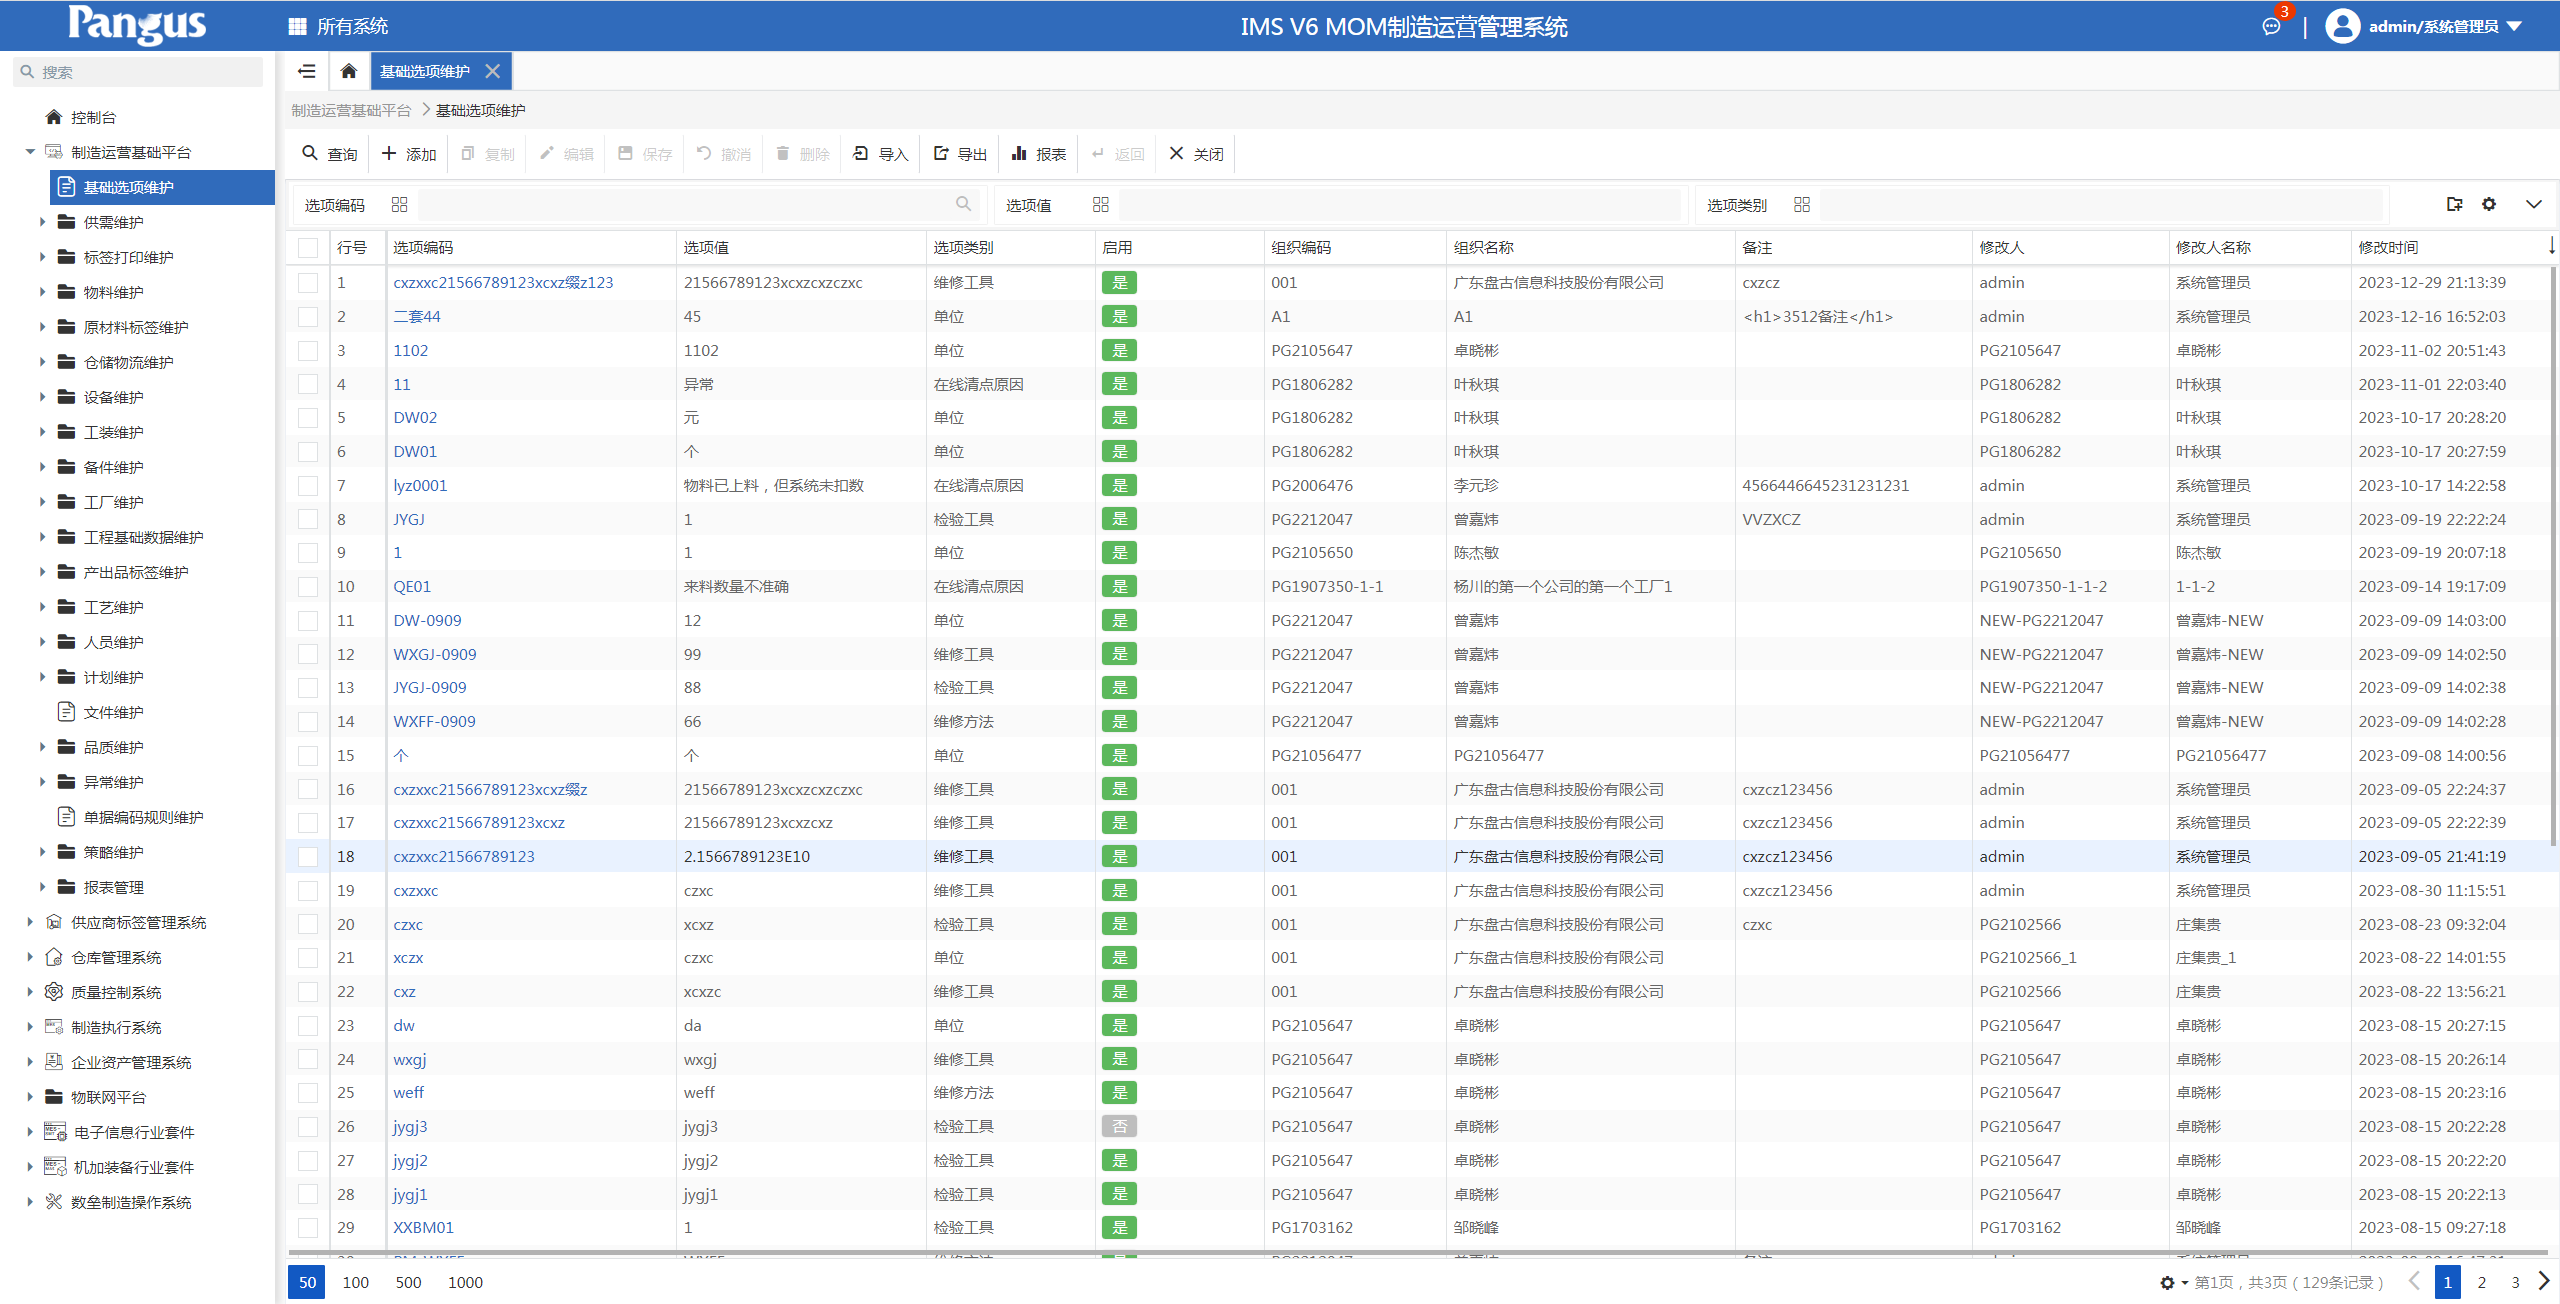 Pangus
所有系统
IMS V6 MOM制造运营管理系统
3
admin/系统管理员
搜索
基础选项维护
控制台
制造运营基础平台
基础选项维护
供需维护
标签打印维护
物料维护
原材料标签维护
仓储物流维护
设备维护
工装维护
备件维护
工厂维护
工程基础数据维护
产出品标签维护
工艺维护
人员维护
计划维护
文件维护
品质维护
异常维护
单据编码规则维护
策略维护
报表管理
供应商标签管理系统
仓库管理系统
质量控制系统
制造执行系统
企业资产管理系统
物联网平台
电子信息行业套件
机加装备行业套件
数垒制造操作系统
制造运营基础平台 > 基础选项维护
查询 添加 复制 编辑 保存 撤消 删除 导入 导出 报表 返回 关闭
选项编码 选项值 选项类别
行号 选项编码 选项值 选项类别 启用 组织编码 组织名称 备注 修改人 修改人名称 修改时间
1 cxzxxc21566789123xcxz缀z123 21566789123xcxzcxzczxc 维修工具 是 001 广东盘古信息科技股份有限公司 cxzcz admin 系统管理员 2023-12-29 21:13:39
2 二套44 45 单位 是 A1 A1 <h1>3512备注</h1> admin 系统管理员 2023-12-16 16:52:03
3 1102 1102 单位 是 PG2105647 卓晓彬 PG2105647 卓晓彬 2023-11-02 20:51:43
4 11 异常 在线清点原因 是 PG1806282 叶秋琪 PG1806282 叶秋琪 2023-11-01 22:03:40
5 DW02 元 单位 是 PG1806282 叶秋琪 PG1806282 叶秋琪 2023-10-17 20:28:20
6 DW01 个 单位 是 PG1806282 叶秋琪 PG1806282 叶秋琪 2023-10-17 20:27:59
7 lyz0001 物料已上料，但系统未扣数 在线清点原因 是 PG2006476 李元珍 4566446645231231231 admin 系统管理员 2023-10-17 14:22:58
8 JYGJ 1 检验工具 是 PG2212047 曾嘉炜 VVZXCZ admin 系统管理员 2023-09-19 22:22:24
9 1 1 单位 是 PG2105650 陈杰敏 PG2105650 陈杰敏 2023-09-19 20:07:18
10 QE01 来料数量不准确 在线清点原因 是 PG1907350-1-1 杨川的第一个公司的第一个工厂1 PG1907350-1-1-2 1-1-2 2023-09-14 19:17:09
11 DW-0909 12 单位 是 PG2212047 曾嘉炜 NEW-PG2212047 曾嘉炜-NEW 2023-09-09 14:03:00
12 WXGJ-0909 99 维修工具 是 PG2212047 曾嘉炜 NEW-PG2212047 曾嘉炜-NEW 2023-09-09 14:02:50
13 JYGJ-0909 88 检验工具 是 PG2212047 曾嘉炜 NEW-PG2212047 曾嘉炜-NEW 2023-09-09 14:02:38
14 WXFF-0909 66 维修方法 是 PG2212047 曾嘉炜 NEW-PG2212047 曾嘉炜-NEW 2023-09-09 14:02:28
15 个 个 单位 是 PG21056477 PG21056477 PG21056477 PG21056477 2023-09-08 14:00:56
16 cxzxxc21566789123xcxz缀z 21566789123xcxzcxzczxc 维修工具 是 001 广东盘古信息科技股份有限公司 cxzcz123456 admin 系统管理员 2023-09-05 22:24:37
17 cxzxxc21566789123xcxz 21566789123xcxzcxz 维修工具 是 001 广东盘古信息科技股份有限公司 cxzcz123456 admin 系统管理员 2023-09-05 22:22:39
18 cxzxxc21566789123 2.1566789123E10 维修工具 是 001 广东盘古信息科技股份有限公司 cxzcz123456 admin 系统管理员 2023-09-05 21:41:19
19 cxzxxc czxc 维修工具 是 001 广东盘古信息科技股份有限公司 cxzcz123456 admin 系统管理员 2023-08-30 11:15:51
20 czxc xcxz 检验工具 是 001 广东盘古信息科技股份有限公司 czxc PG2102566 庄集贵 2023-08-23 09:32:04
21 xczx czxc 单位 是 001 广东盘古信息科技股份有限公司 PG2102566_1 庄集贵_1 2023-08-22 14:01:55
22 cxz xcxzc 维修工具 是 001 广东盘古信息科技股份有限公司 PG2102566 庄集贵 2023-08-22 13:56:21
23 dw da 单位 是 PG2105647 卓晓彬 PG2105647 卓晓彬 2023-08-15 20:27:15
24 wxgj wxgj 维修工具 是 PG2105647 卓晓彬 PG2105647 卓晓彬 2023-08-15 20:26:14
25 weff weff 维修方法 是 PG2105647 卓晓彬 PG2105647 卓晓彬 2023-08-15 20:23:16
26 jygj3 jygj3 检验工具 否 PG2105647 卓晓彬 PG2105647 卓晓彬 2023-08-15 20:22:28
27 jygj2 jygj2 检验工具 是 PG2105647 卓晓彬 PG2105647 卓晓彬 2023-08-15 20:22:20
28 jygj1 jygj1 检验工具 是 PG2105647 卓晓彬 PG2105647 卓晓彬 2023-08-15 20:22:13
29 XXBM01 1 检验工具 是 PG1703162 邹晓峰 PG1703162 邹晓峰 2023-08-15 09:27:18
50 100 500 1000
第1页，共3页（129条记录） 1 2 3